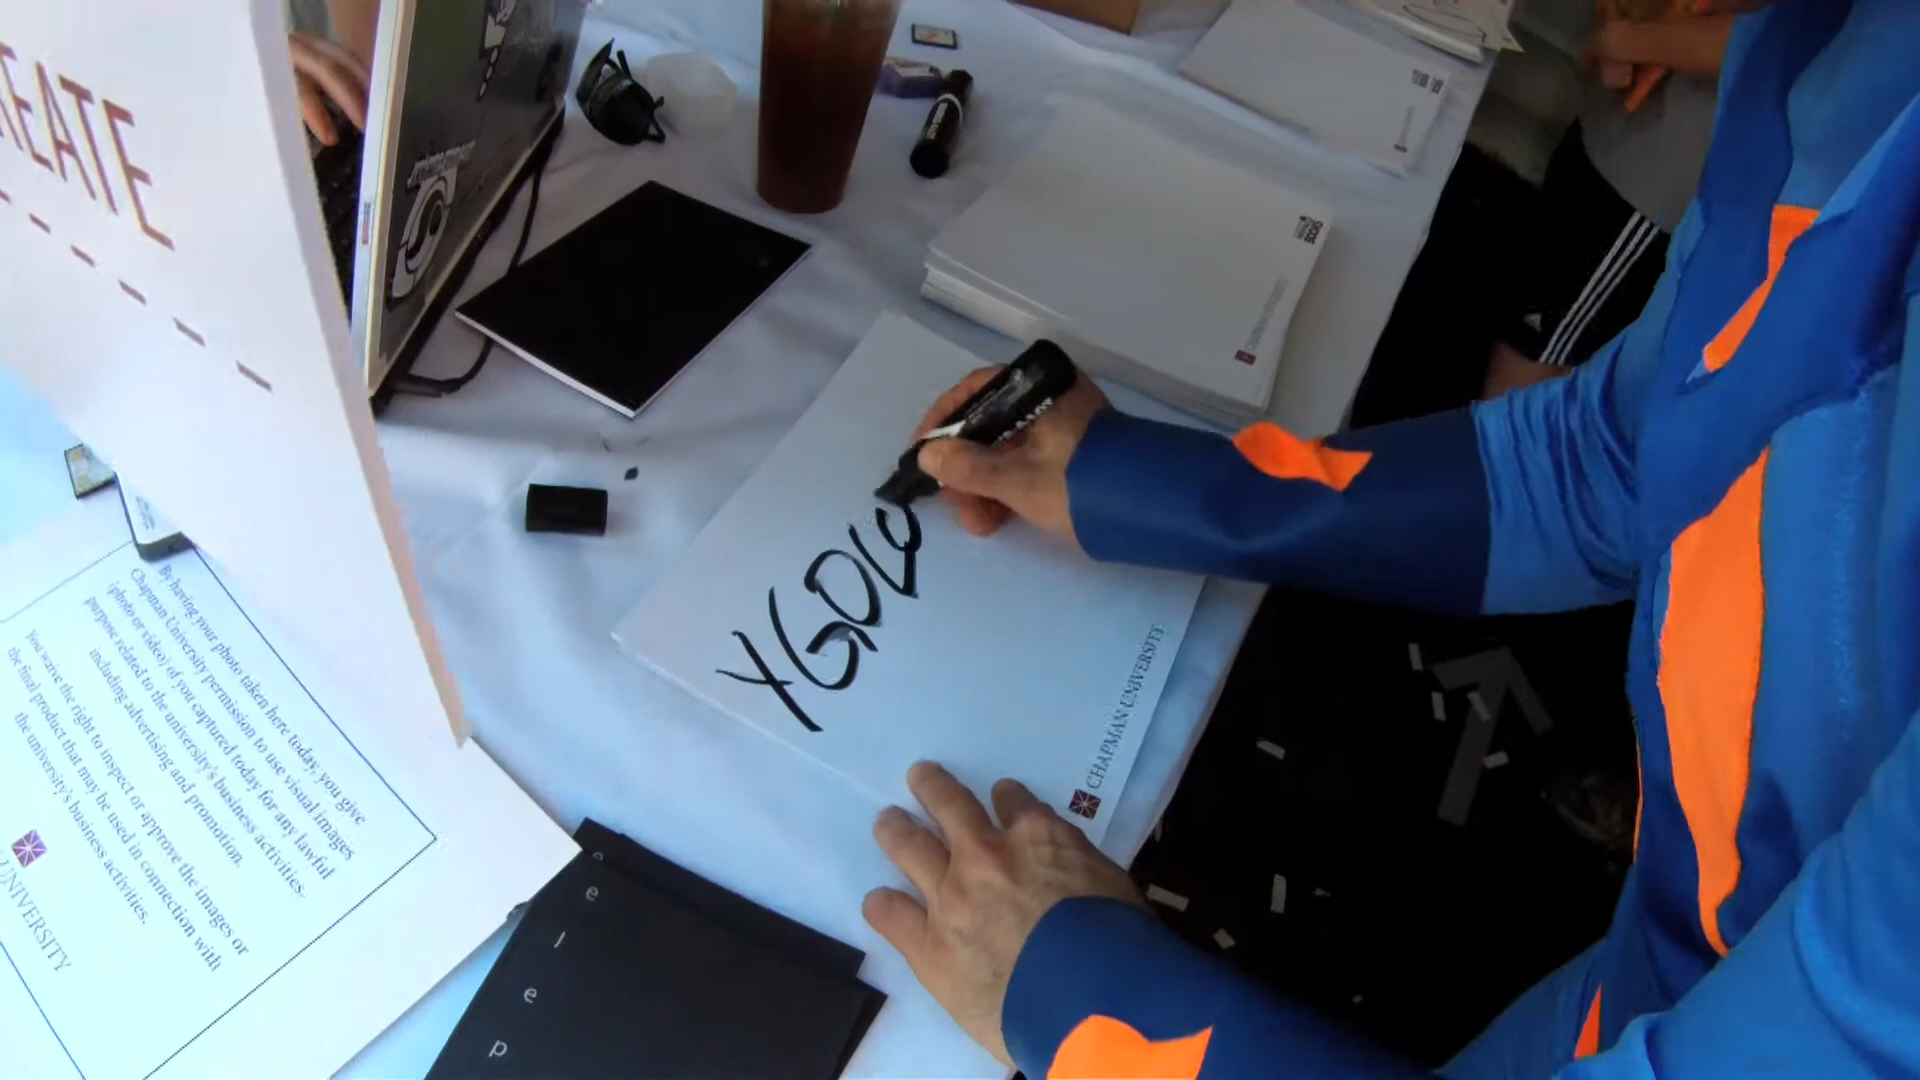 REATE
YGOLO
CHAPMAN UNIVERSITY
By having your photo taken here today, you give
Chapman University permission to use visual images
(photo or video) of you captured today for any lawful
purpose related to the university's business activities,
including advertising and promotion.
You waive the right to inspect or approve the images or
the final product that may be used in connection with
the university's business activities.
UNIVERSITY
e
e
l
e
p